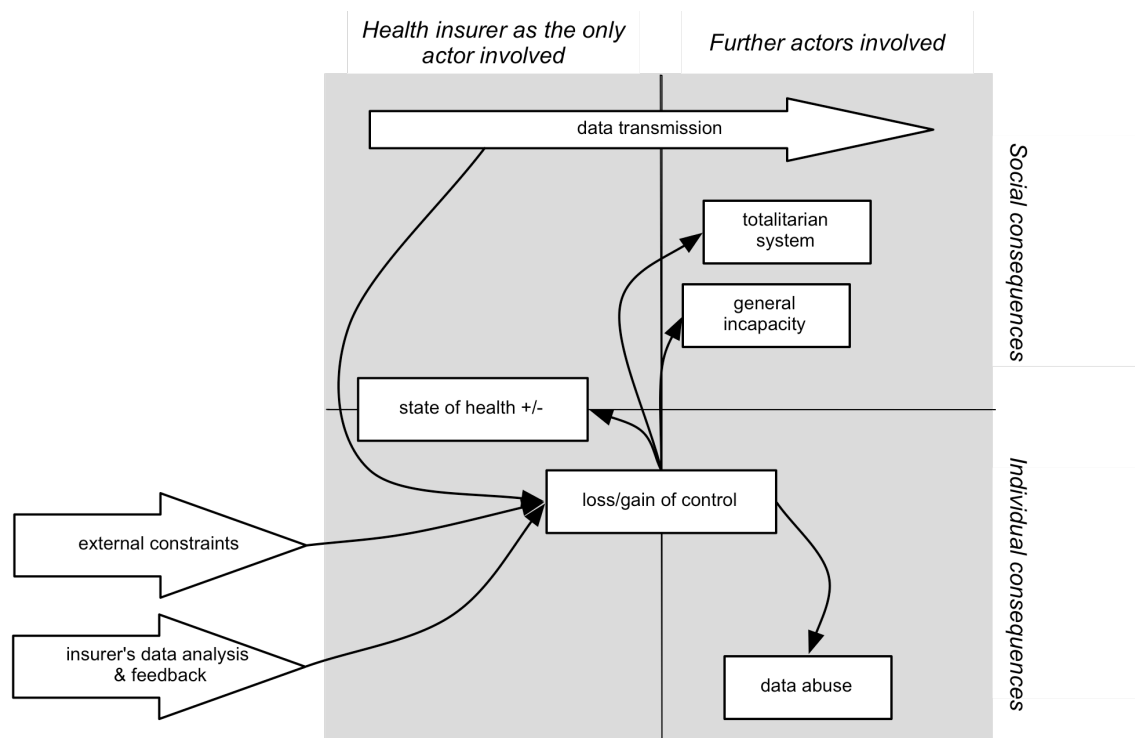 Health insurer as the only
actor involved
Further actors involved
data transmission
Social consequences
totalitarian
system
general
incapacity
state of health +/-
loss/gain of control
Individual consequences
external constraints
insurer's data analysis
& feedback
data abuse